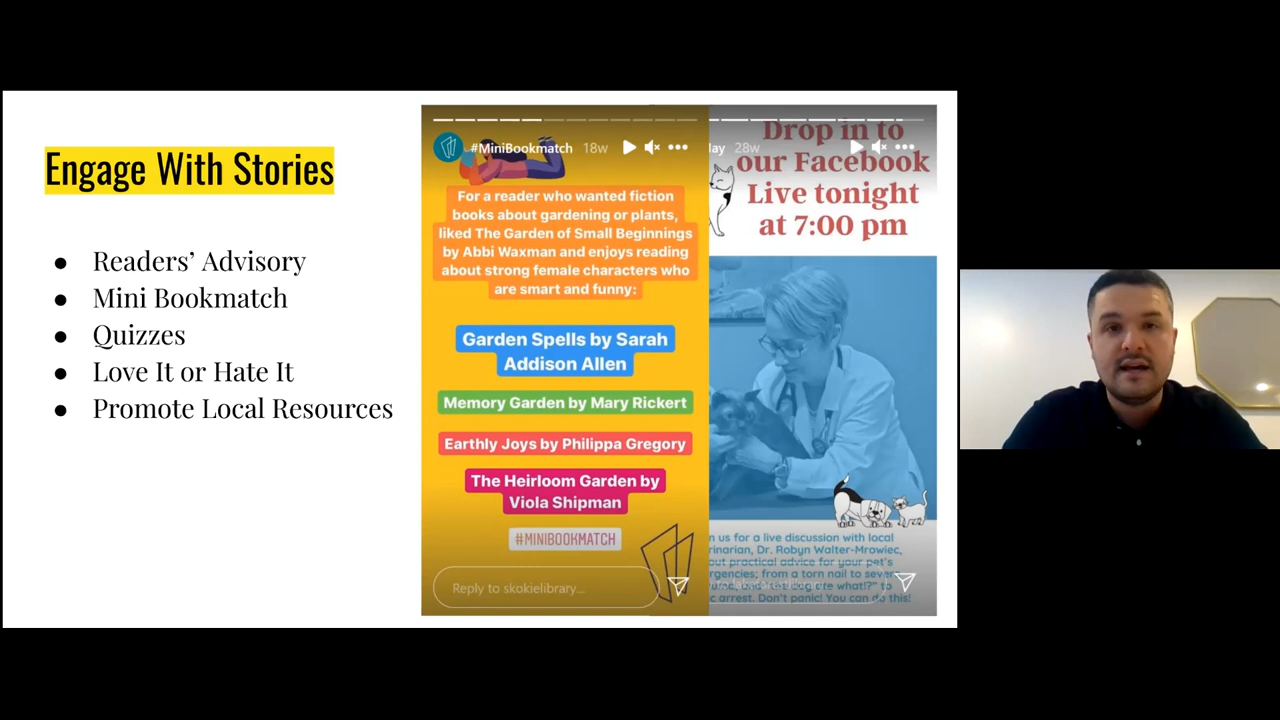 Engage With Stories
● Readers’ Advisory
● Mini Bookmatch
● Quizzes
● Love It or Hate It
● Promote Local Resources
#MiniBookmatch 18w
For a reader who wanted fiction
books about gardening or plants,
liked The Garden of Small Beginnings
by Abbi Waxman and enjoys reading
about strong female characters who
are smart and funny:
Garden Spells by Sarah
Addison Allen
Memory Garden by Mary Rickert
Earthly Joys by Philippa Gregory
The Heirloom Garden by
Viola Shipman
#MINIBOOKMATCH
Reply to skokielibrary...
Drop in to
lay 28w
our Facebook
Live tonight
at 7:00 pm
n us for a live discussion with local
rinarian, Dr. Robyn Walter-Mrowiec,
out practical advice for your pet's
rgencies; from a torn nail to severe
what!?" to
c arrest. Don't panic! You can do this!